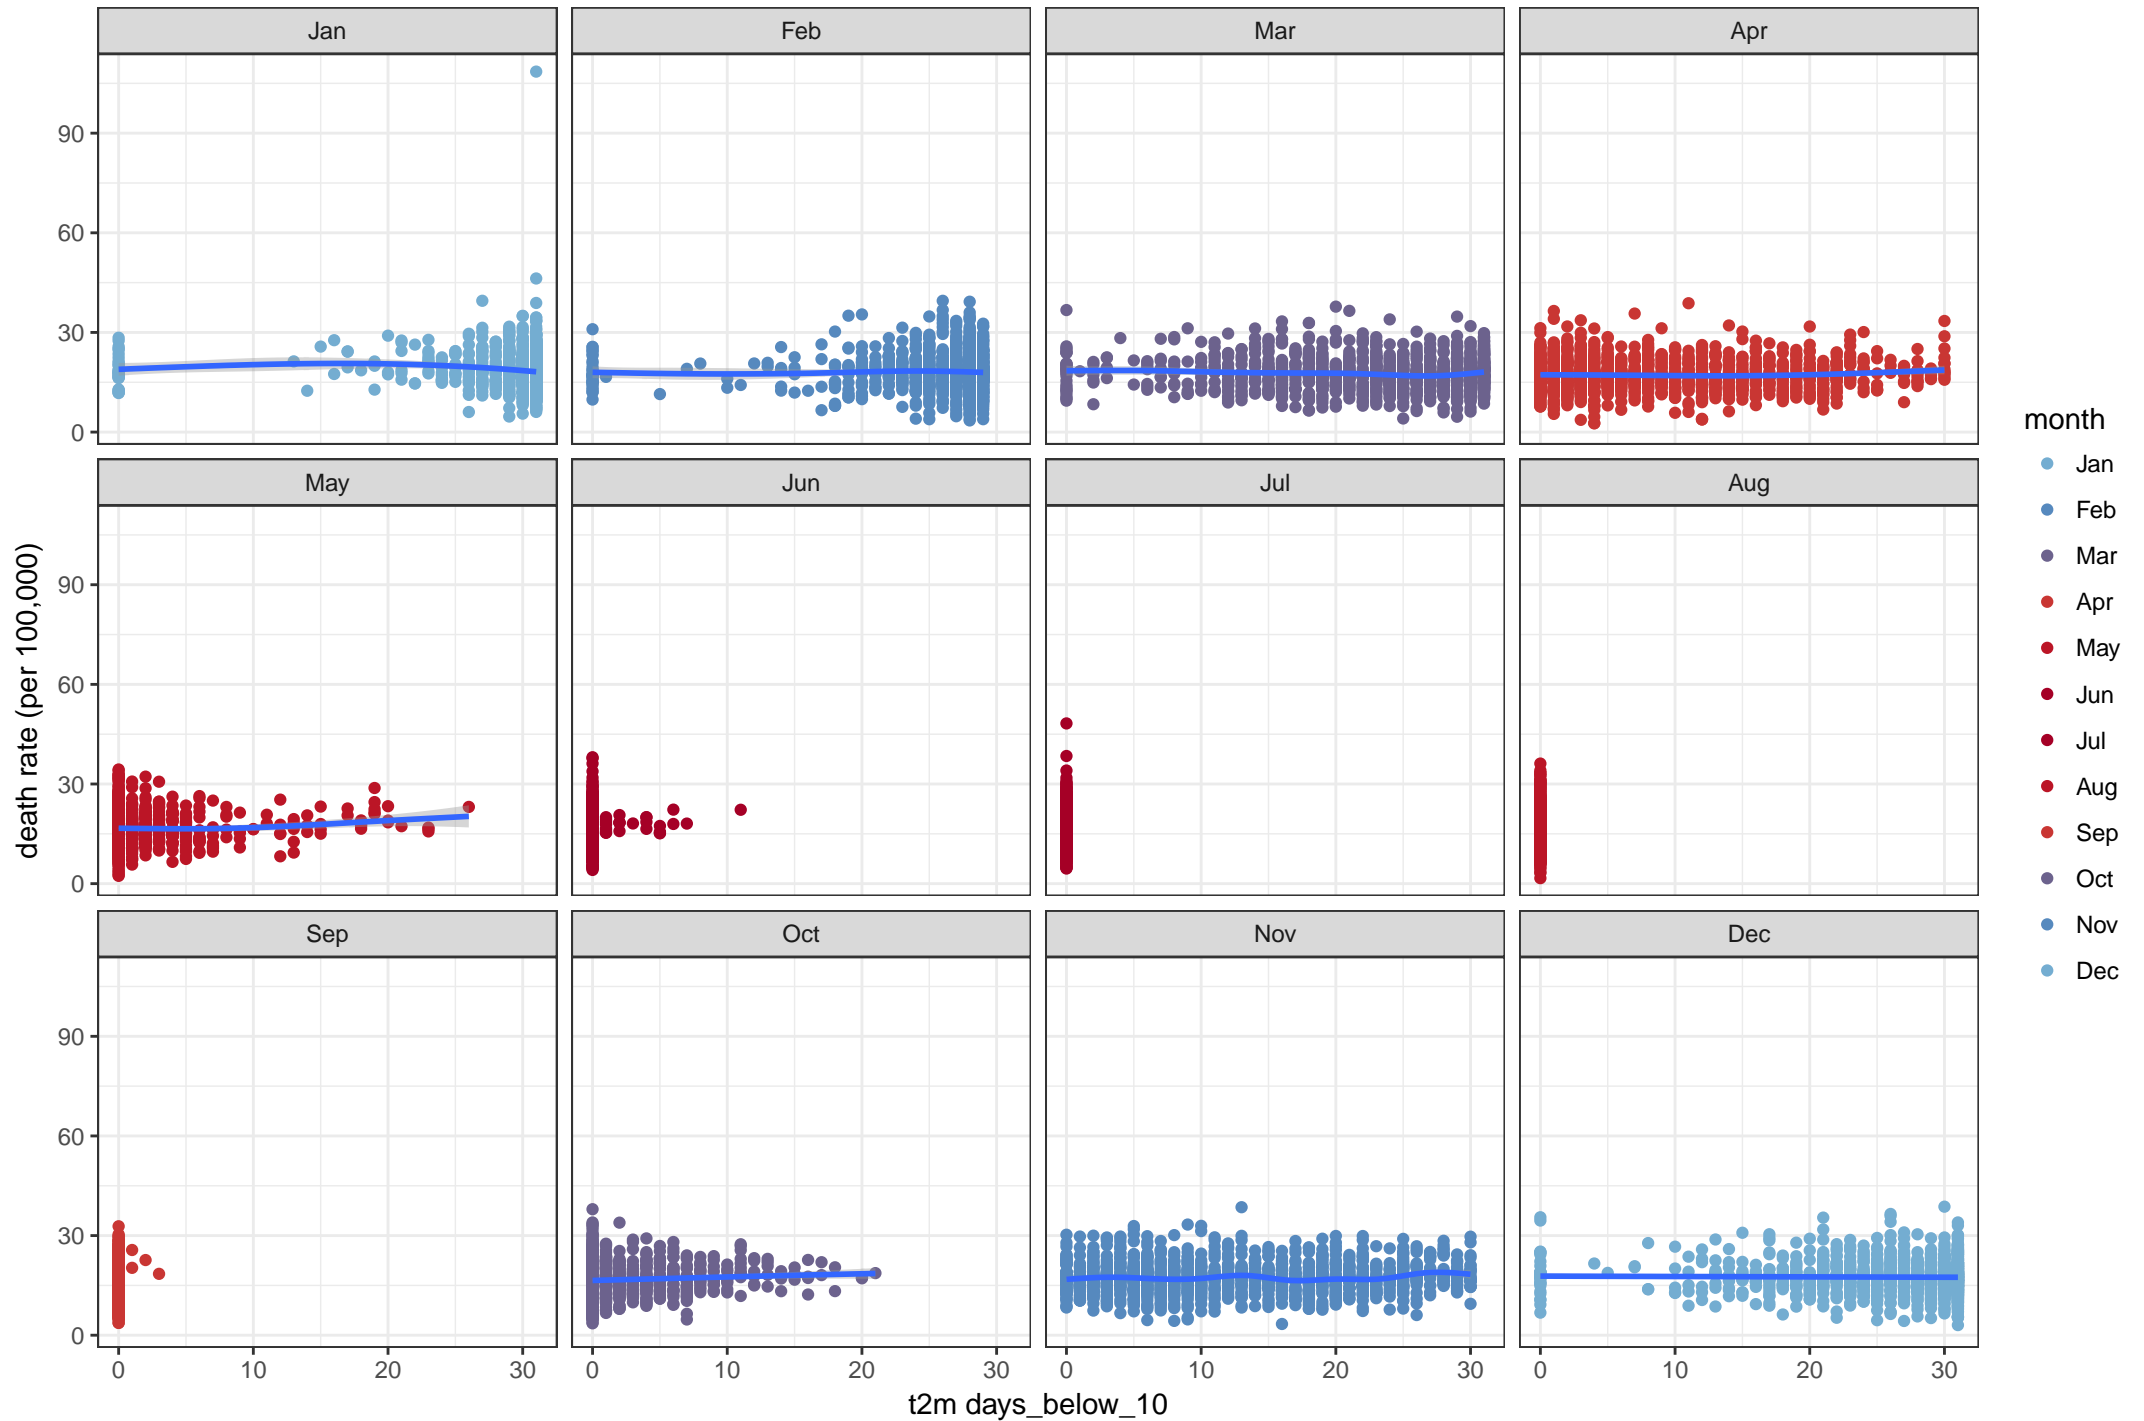 Jan Feb Mar Apr
90
60
30
0
May Jun Jul Aug
90
60
30
0
Sep Oct Nov Dec
90
60
30
0
0 10 20 30 0 10 20 30 0 10 20 30 0 10 20 30
t2m days_below_10
death rate (per 100,000)
month
Jan
Feb
Mar
Apr
May
Jun
Jul
Aug
Sep
Oct
Nov
Dec